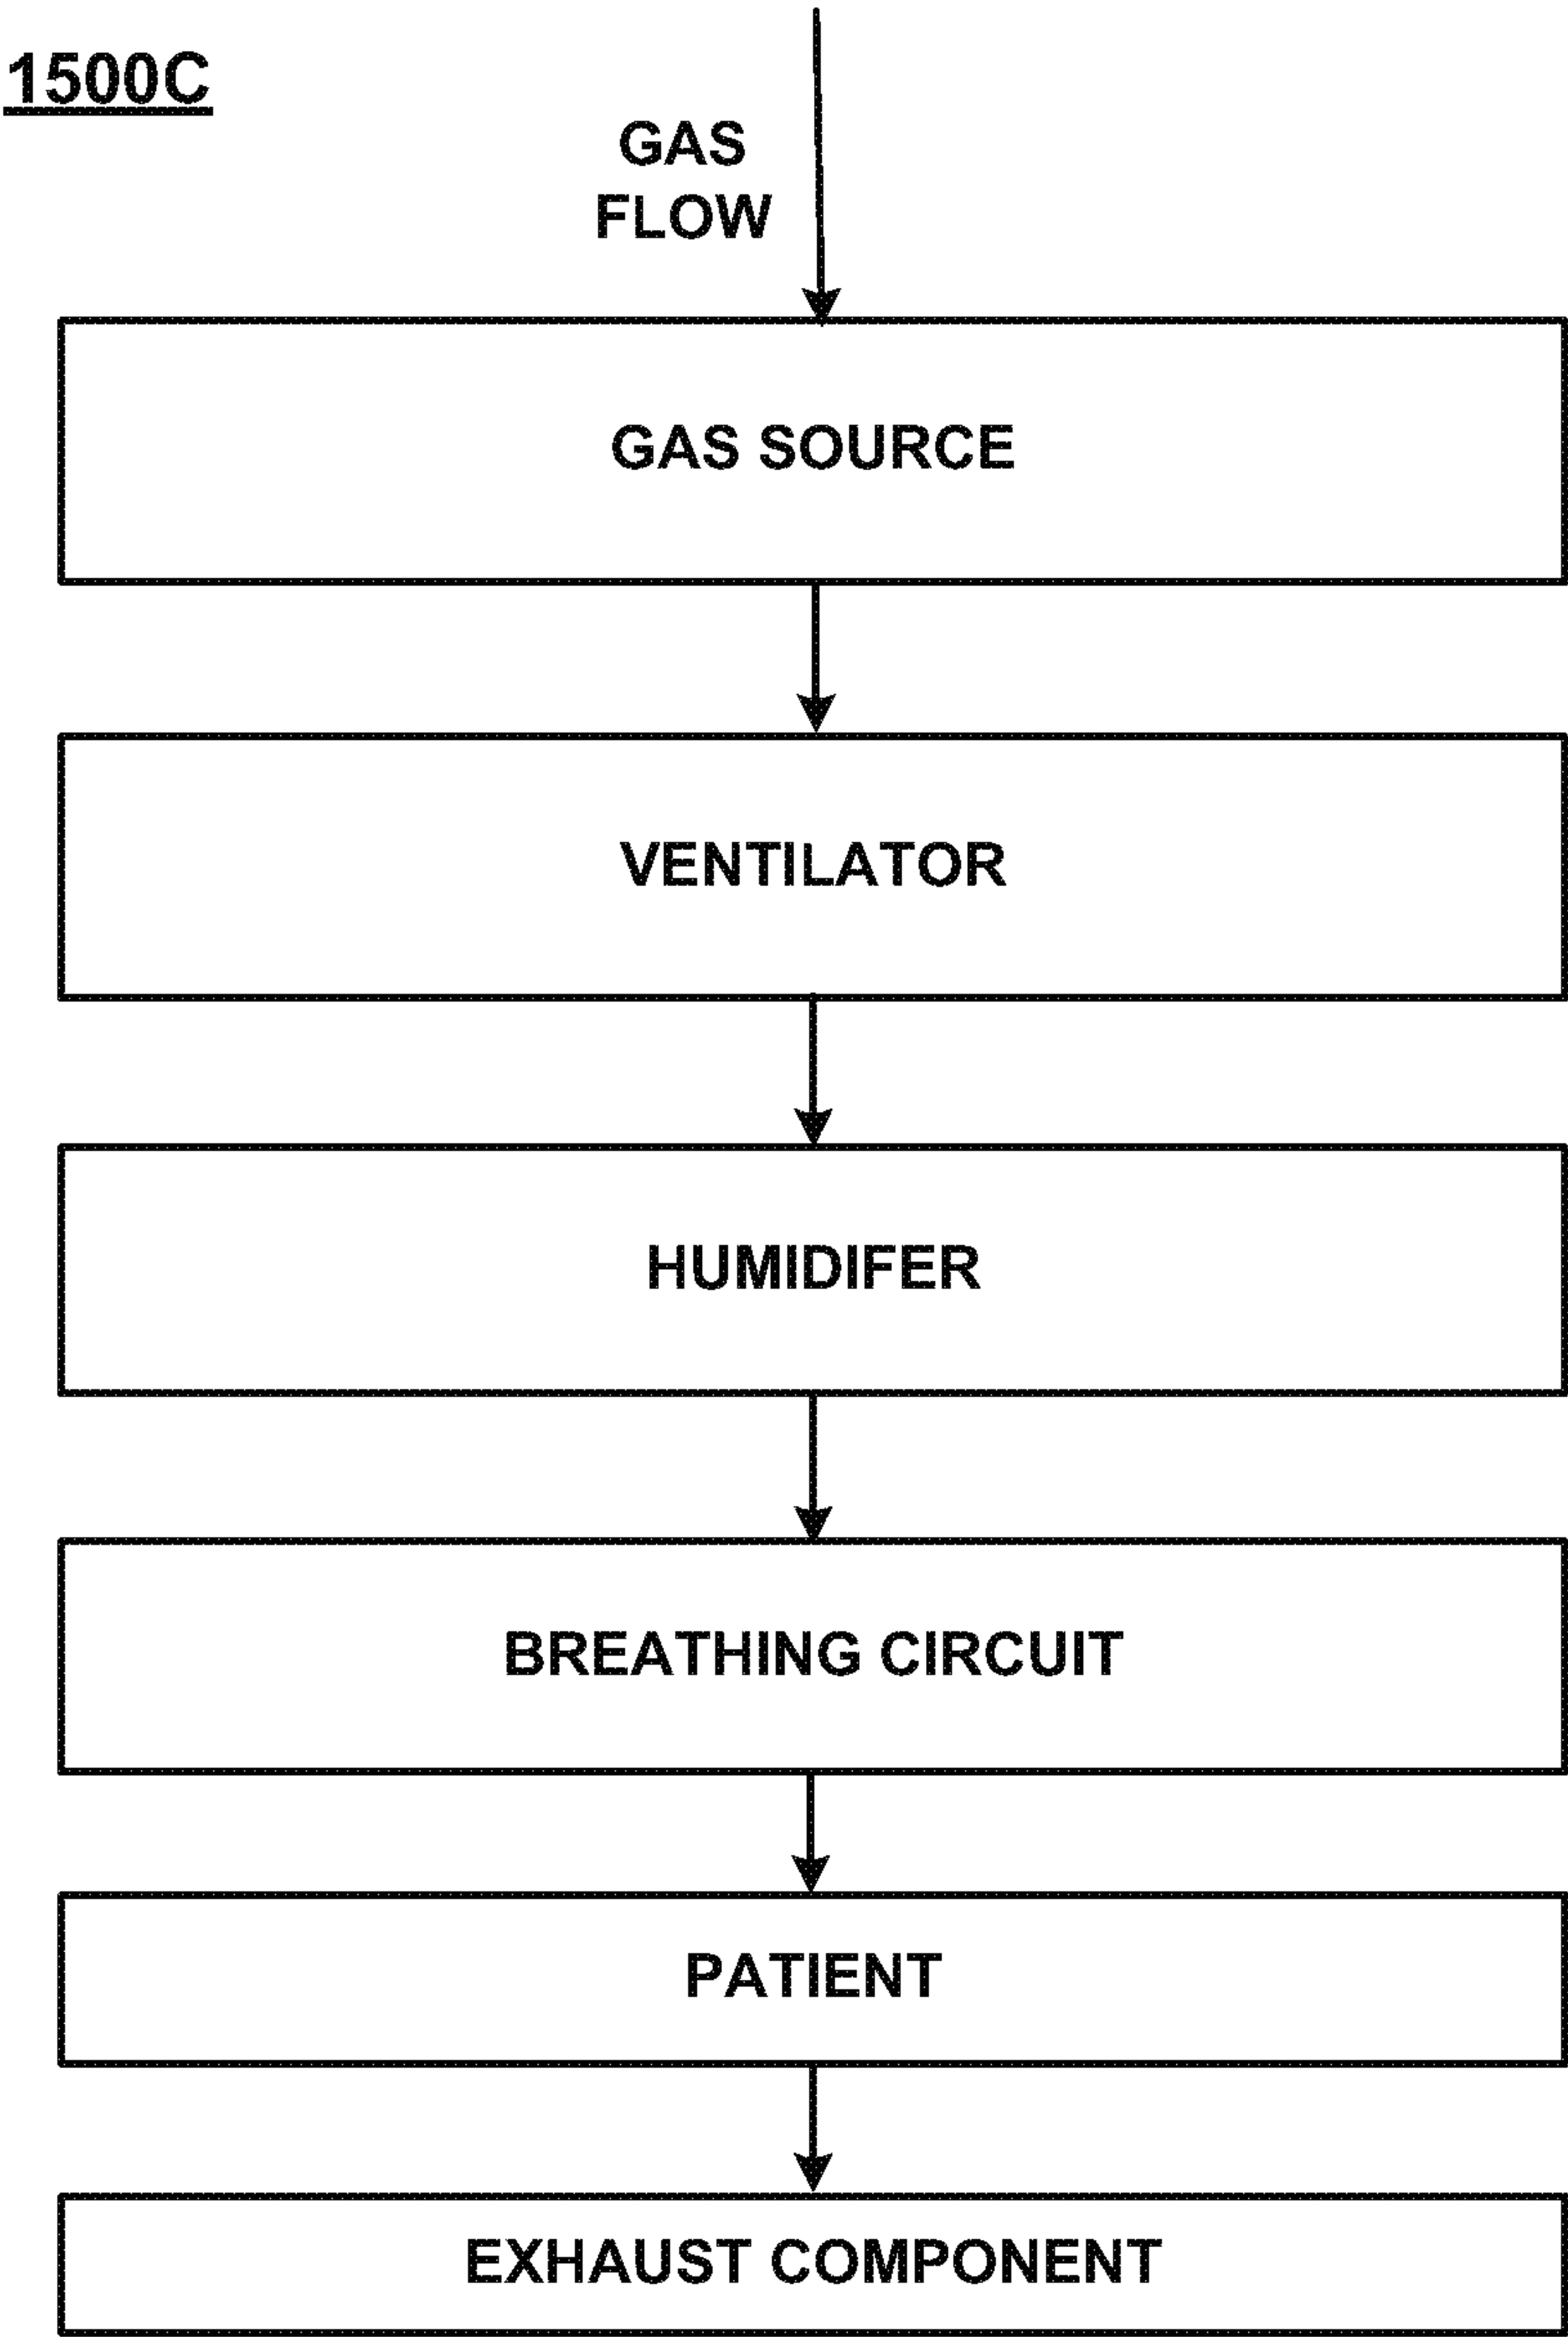 1500C
GAS
FLOW
GAS SOURCE
VENTILATOR
HUMIDIFER
BREATHING CIRCUIT
PATIENT
EXHAUST COMPONENT